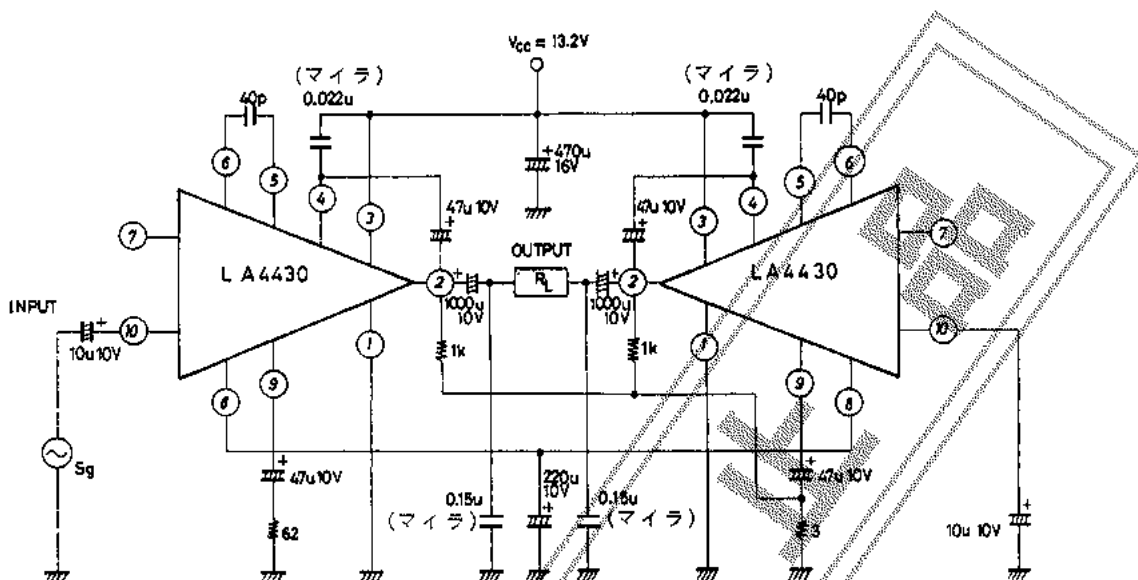 Vcc = 13.2V
(マイラ)
0.022u
(マイラ)
0.022u
40p
40p
+470u
16V
6
5
4
3
3
4
5
6
7
7
47u 10V
+
47u 10V
+
OUTPUT
RL
LA4430
LA4430
2
+
1000u
10V
1000u
10V
+
2
INPUT
10
+
10u 10V
10
1k
1k
1
1
9
9
8
8
Sg
+
47u 10V
220u
10V
+
+
47u 10V
0.15u
(マイラ)
0.15u
(マイラ)
62
3
10u 10V
+